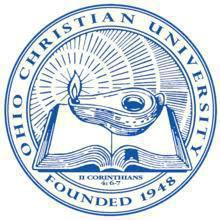 OHIO CHRISTIAN UNIVERSITY
II CORINTHIANS
4: 6-7
FOUNDED 1948